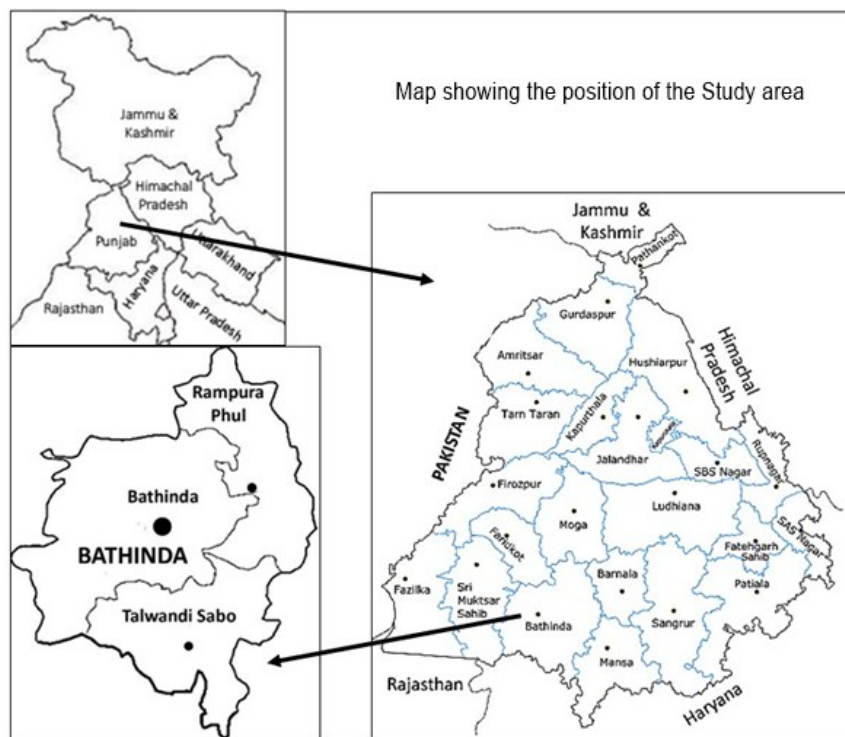 Map showing the position of the Study area
Jammu &
Kashmir
Himachal
Pradesh
Punjab
Uttarakhand
Haryana
Rajasthan
Uttar Pradesh
Jammu &
Kashmir
Pathankot
Gurdaspur
Amritsar
Hushiarpur
Himachal
Pradesh
Tarn Taran
Kapurthala
Kapurthala
PAKISTAN
Jalandhar
SBS Nagar
Rupnagar
Firozpur
Ludhiana
Moga
SAS Nagar
Faridkot
Fatehgarh
Sahib
Fazilka
Sri
Muktsar
Sahib
Barnala
Patiala
Bathinda
Sangrur
Mansa
Rajasthan
Haryana
Rampura
Phul
Bathinda
BATHINDA
Talwandi Sabo